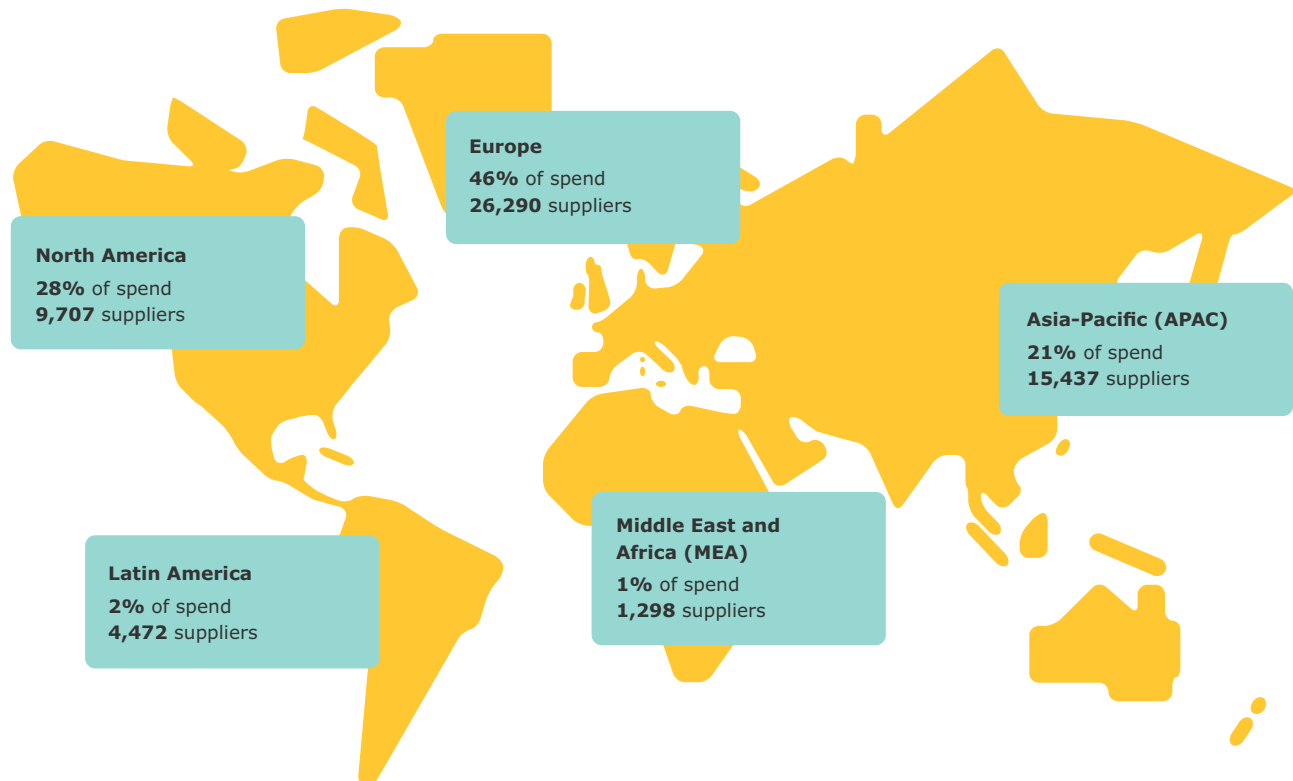 Europe
46% of spend
26,290 suppliers
North America
28% of spend
9,707 suppliers
Asia-Pacific (APAC)
21% of spend
15,437 suppliers
Middle East and
Africa (MEA)
1% of spend
1,298 suppliers
Latin America
2% of spend
4,472 suppliers